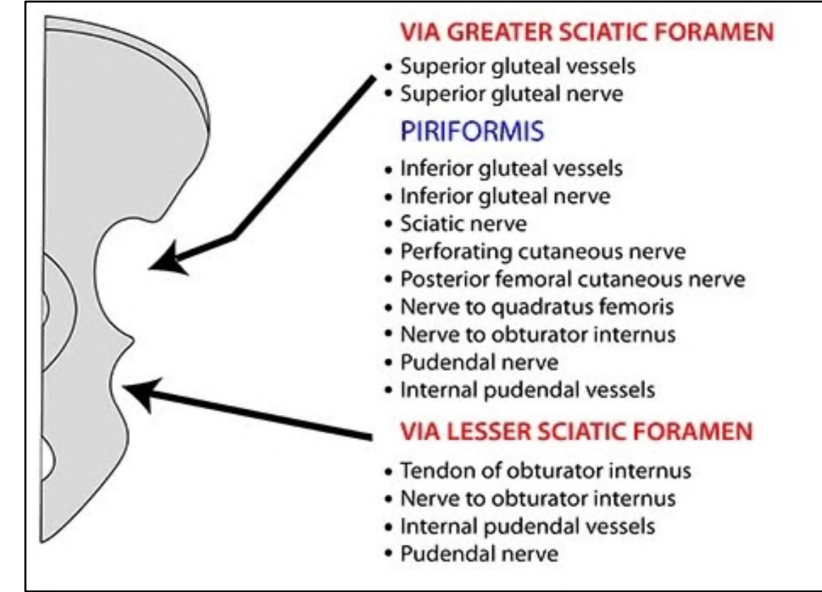 VIA GREATER SCIATIC FORAMEN
• Superior gluteal vessels
• Superior gluteal nerve
PIRIFORMIS
• Inferior gluteal vessels
• Inferior gluteal nerve
• Sciatic nerve
• Perforating cutaneous nerve
• Posterior femoral cutaneous nerve
• Nerve to quadratus femoris
• Nerve to obturator internus
• Pudendal nerve
• Internal pudendal vessels
VIA LESSER SCIATIC FORAMEN
• Tendon of obturator internus
• Nerve to obturator internus
• Internal pudendal vessels
• Pudendal nerve